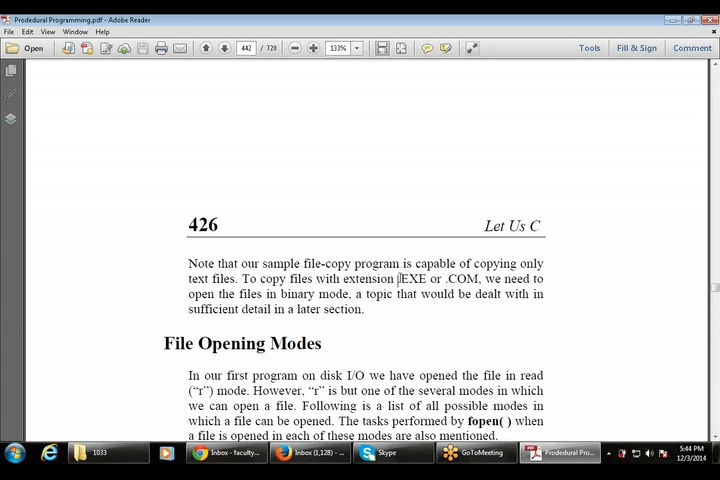 Prodedural Programming.pdf - Adobe Reader
File Edit View Window Help
Open 442 / 728 133% Tools Fill & Sign Comment
426 Let Us C
Note that our sample file-copy program is capable of copying only
text files. To copy files with extension .EXE or .COM, we need to
open the files in binary mode, a topic that would be dealt with in
sufficient detail in a later section.
File Opening Modes
In our first program on disk I/O we have opened the file in read
(“r”) mode. However, “r” is but one of the several modes in which
we can open a file. Following is a list of all possible modes in
which a file can be opened. The tasks performed by fopen( ) when
a file is opened in each of these modes are also mentioned.
5:44 PM
1033 Inbox - faculty... Inbox (1,128) - ... Skype GoToMeeting Prodedural Pro...
12/3/2014